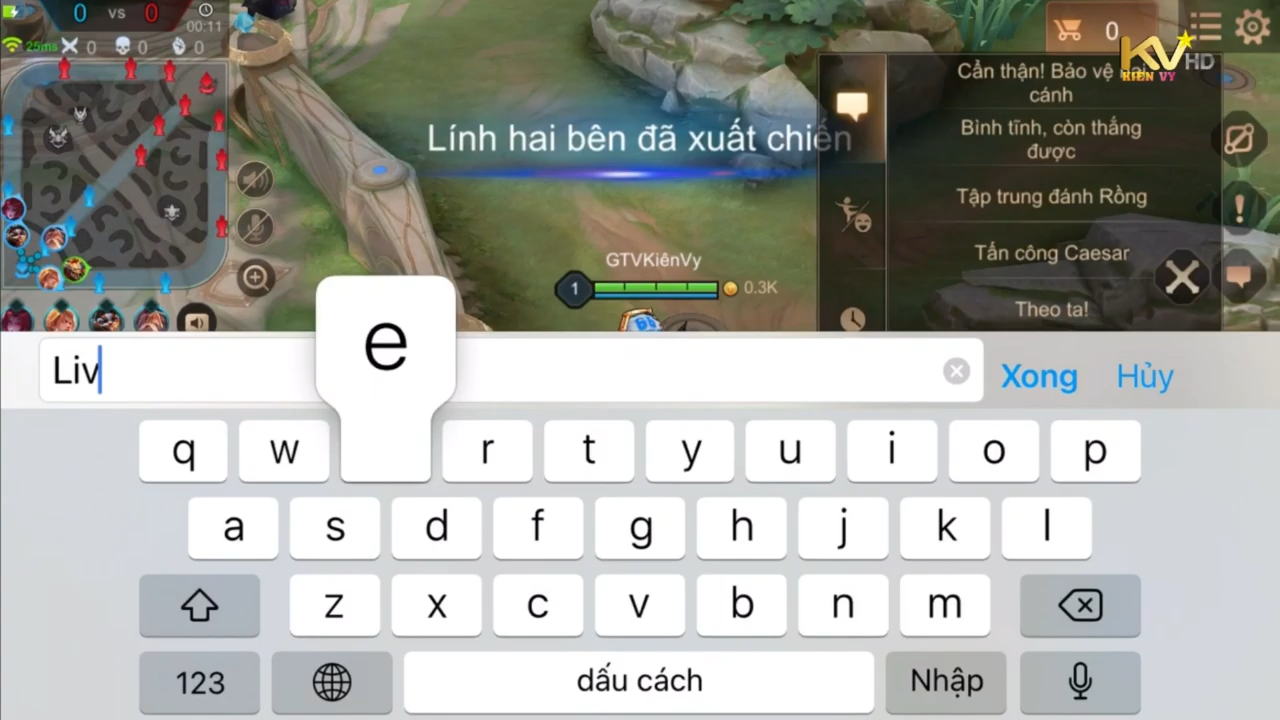 0 vs 0
00:11
25ms 0 0 0
0
KV HD
KIEN VY
Cẩn thận! Bảo vệ hai
cánh
Bình tĩnh, còn thắng
được
Tập trung đánh Rồng
Tấn công Caesar
Theo ta!
Lính hai bên đã xuất chiến
GTVKiênVy
1 0.3K
Liv
Xong Hủy
e
q w r t y u i o p
a s d f g h j k l
z x c v b n m
123 dấu cách Nhập